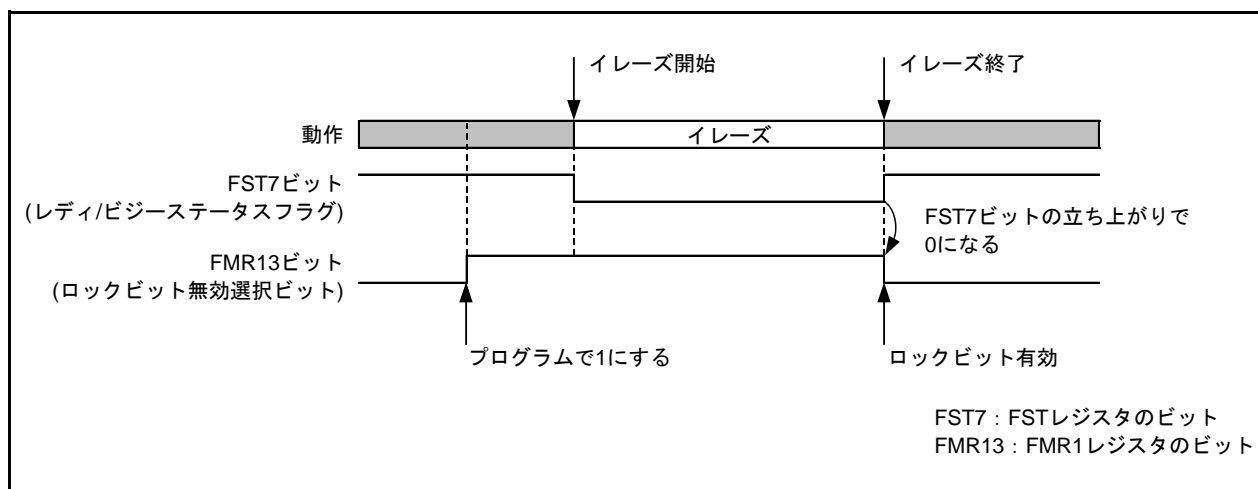 イレーズ開始
イレーズ終了
動作
イレーズ
FST7ビット
(レディ/ビジーステータスフラグ)
FST7ビットの立ち上がりで
0になる
FMR13ビット
(ロックビット無効選択ビット)
プログラムで1にする
ロックビット有効
FST7：FSTレジスタのビット
FMR13：FMR1レジスタのビット